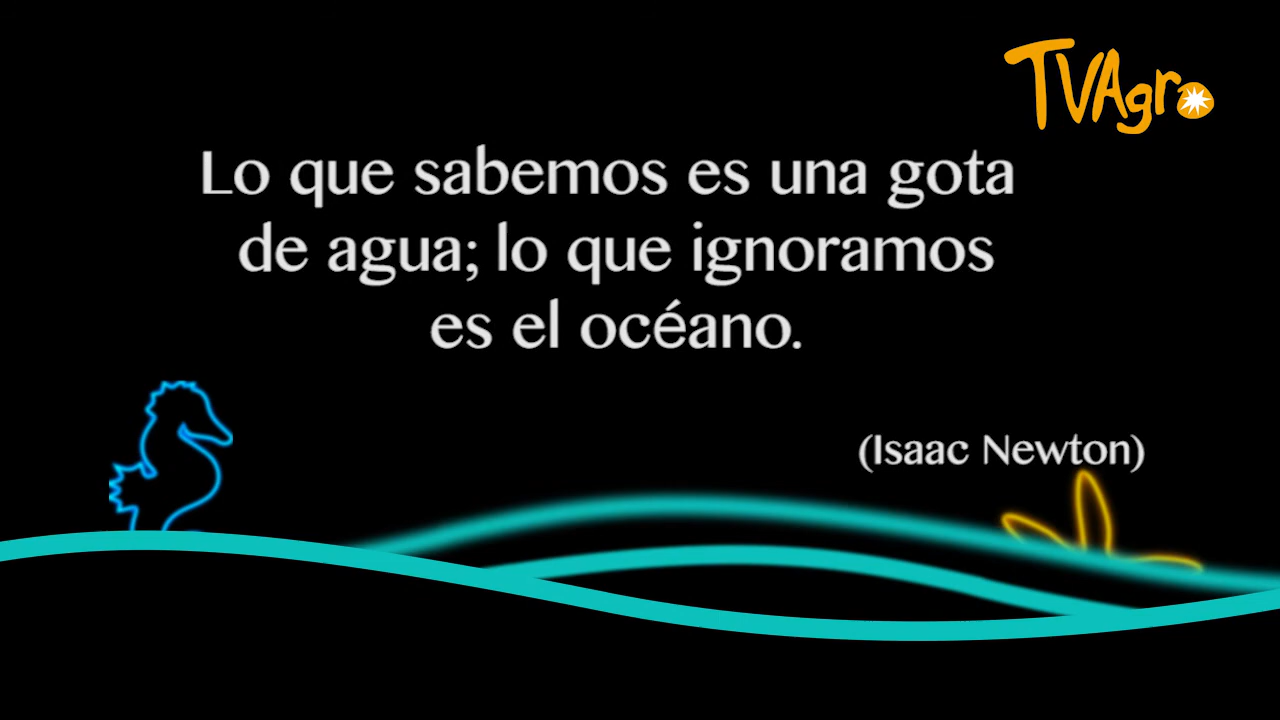 TVAgro
Lo que sabemos es una gota
de agua; lo que ignoramos
es el océano.
(Isaac Newton)